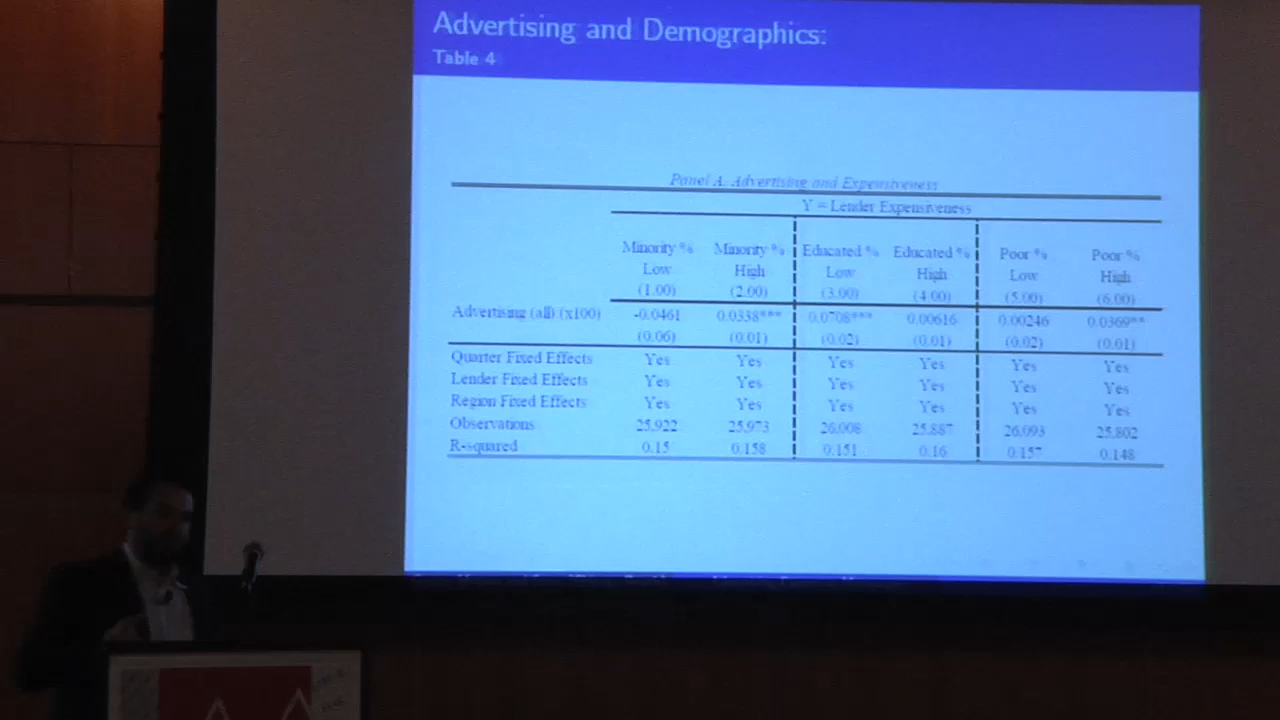 Advertising and Demographics:
Table 4
Panel A. Advertising and Expensiveness
Y = Lender Expensiveness
Minority % Minority % Educated % Educated % Poor % Poor %
Low High Low High Low High
(1.00) (2.00) (3.00) (4.00) (5.00) (6.00)
Advertising (all) (x100) -0.0461 0.0338*** 0.0708*** 0.00616 0.00246 0.0369**
(0.06) (0.01) (0.02) (0.01) (0.02) (0.01)
Quarter Fixed Effects Yes Yes Yes Yes Yes Yes
Lender Fixed Effects Yes Yes Yes Yes Yes Yes
Region Fixed Effects Yes Yes Yes Yes Yes Yes
Observations 25,922 25,973 26,008 25,887 26,093 25,802
R-squared 0.15 0.158 0.151 0.16 0.157 0.148